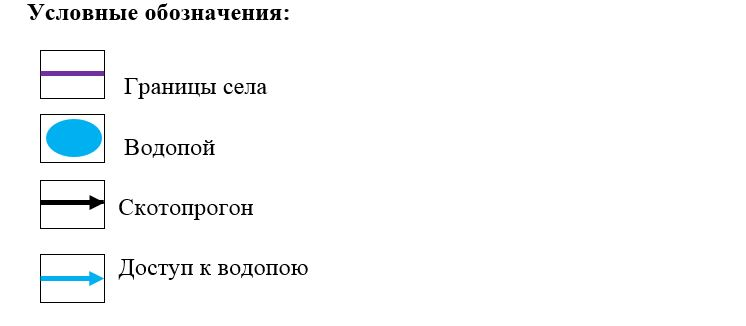 Условные обозначения:
Границы села
Водопой
Скотопрогон
Доступ к водопою